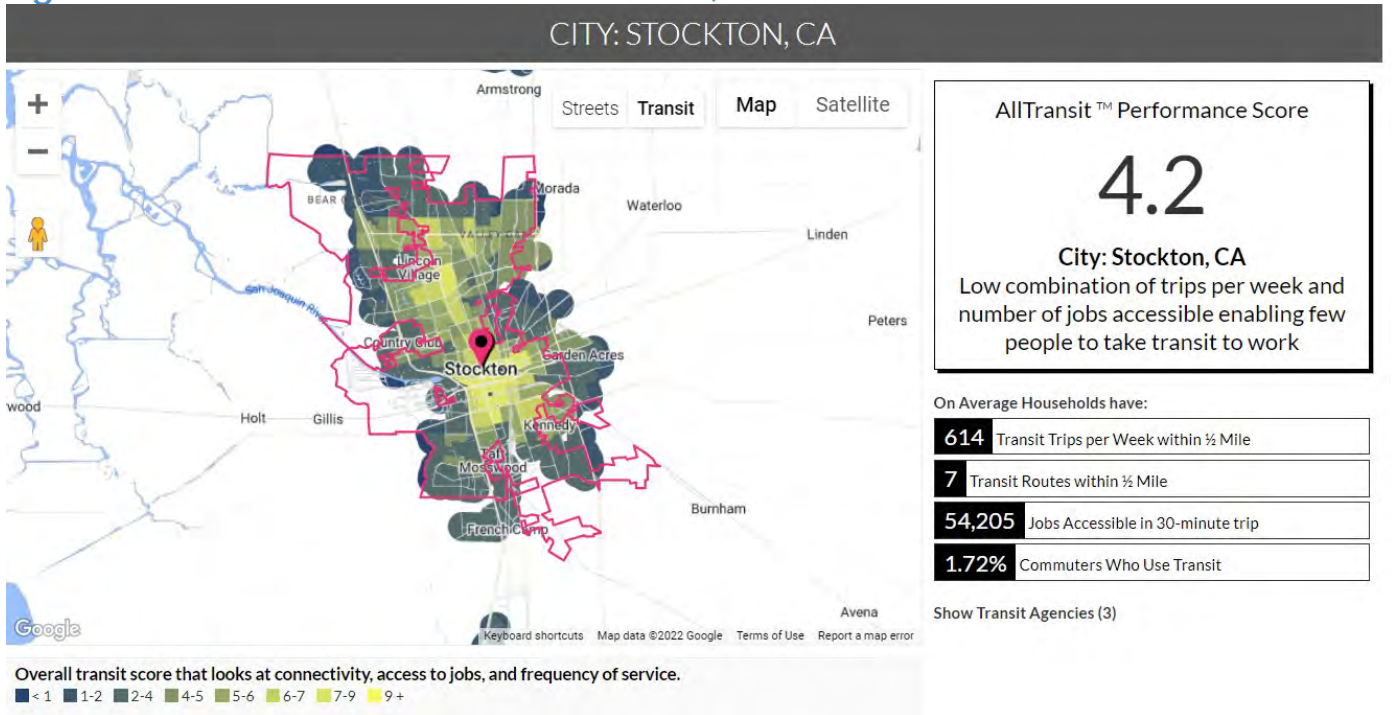 CITY: STOCKTON, CA
+
−
Streets Transit Map Satellite
Armstrong
Morada
BEAR
Waterloo
Linden
Lincoln
Village
San Joaquin River
Peters
Country Club
Garden Acres
Stockton
wood
Holt
Gillis
Kennedy
Mosswood
Burnham
French Camp
Avena
Google
Keyboard shortcuts Map data ©2022 Google Terms of Use Report a map error
Overall transit score that looks at connectivity, access to jobs, and frequency of service.
< 1 1-2 2-4 4-5 5-6 6-7 7-9 9 +
AllTransit ™ Performance Score
4.2
City: Stockton, CA
Low combination of trips per week and
number of jobs accessible enabling few
people to take transit to work
On Average Households have:
614 Transit Trips per Week within ½ Mile
7 Transit Routes within ½ Mile
54,205 Jobs Accessible in 30-minute trip
1.72% Commuters Who Use Transit
Show Transit Agencies (3)